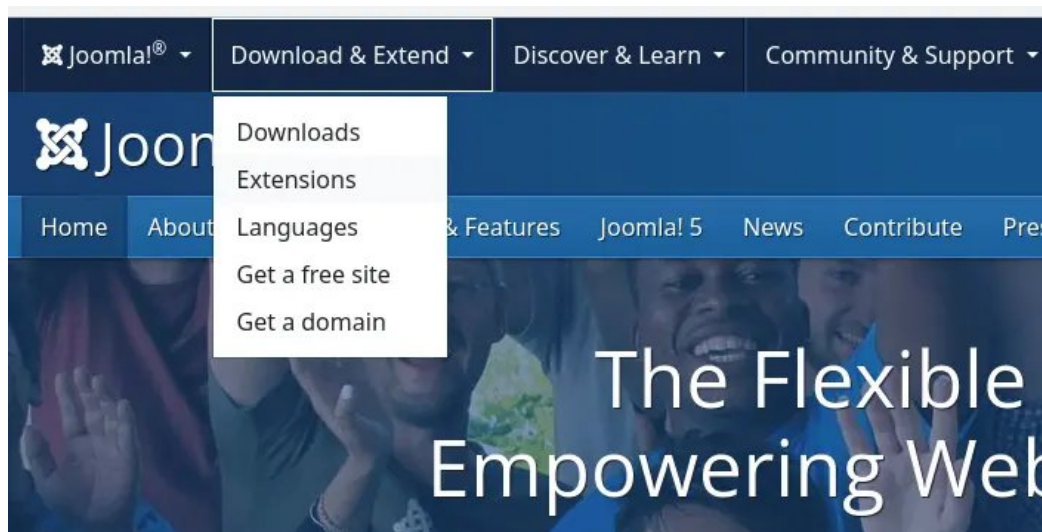 Joomla!® Download & Extend Discover & Learn Community & Support
Joom
Downloads
Extensions
Languages
Get a free site
Get a domain
Home About & Features Joomla! 5 News Contribute
The Flexible
Empowering